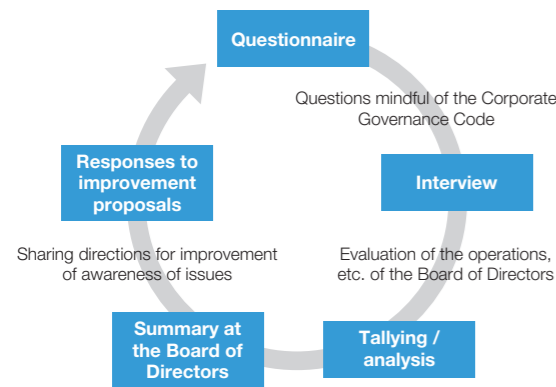 Questionnaire
Questions mindful of the Corporate
Governance Code
Interview
Evaluation of the operations,
etc. of the Board of Directors
Tallying /
analysis
Summary at
the Board of
Directors
Sharing directions for improvement
of awareness of issues
Responses to
improvement
proposals